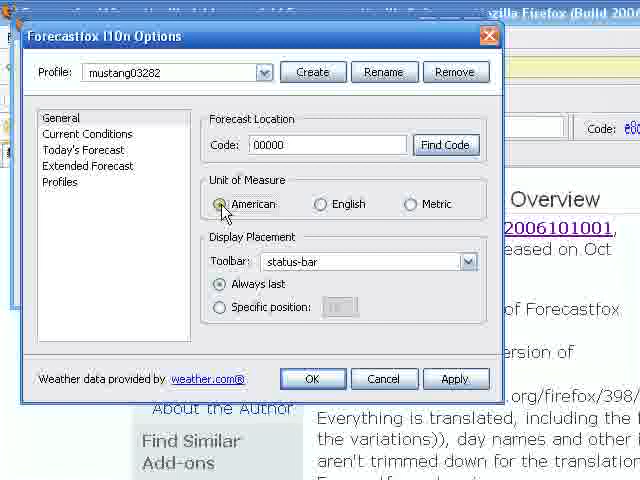 zilla Firefox (Build 2006
Forecastfox l10n Options
Profile: mustang03282 Create Rename Remove
General
Current Conditions
Today's Forecast
Extended Forecast
Profiles
Forecast Location
Code: 00000 Find Code
Unit of Measure
American English Metric
Display Placement
Toolbar: status-bar
Always last
Specific position:
Weather data provided by weather.com® OK Cancel Apply
Code:
Overview
2006101001,
eased on Oct
of Forecastfox
ersion of
.org/firefox/398/
About the Author
Everything is translated, including the f
Find Similar
Add-ons
the variations)), day names and other i
aren't trimmed down for the translation